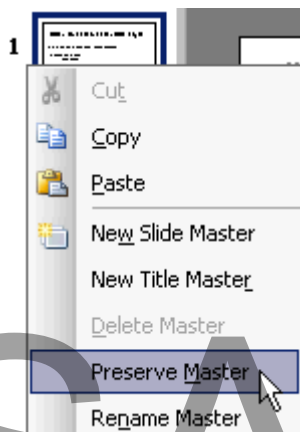 1
Cut
Copy
Paste
New Slide Master
New Title Master
Delete Master
Preserve Master
Rename Master